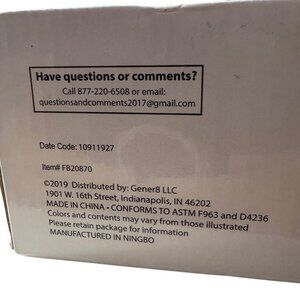 Have questions or comments?
Call 877-220-6508 or email:
questionsandcomments2017@gmail.com
Date Code: 10911927
Item# FB20870
©2019 Distributed by: Gener8 LLC
1901 W. 16th Street, Indianapolis, IN 46202
MADE IN CHINA • CONFORMS TO ASTM F963 and D4236
Colors and contents may vary from those illustrated
Please retain package for information
MANUFACTURED IN NINGBO